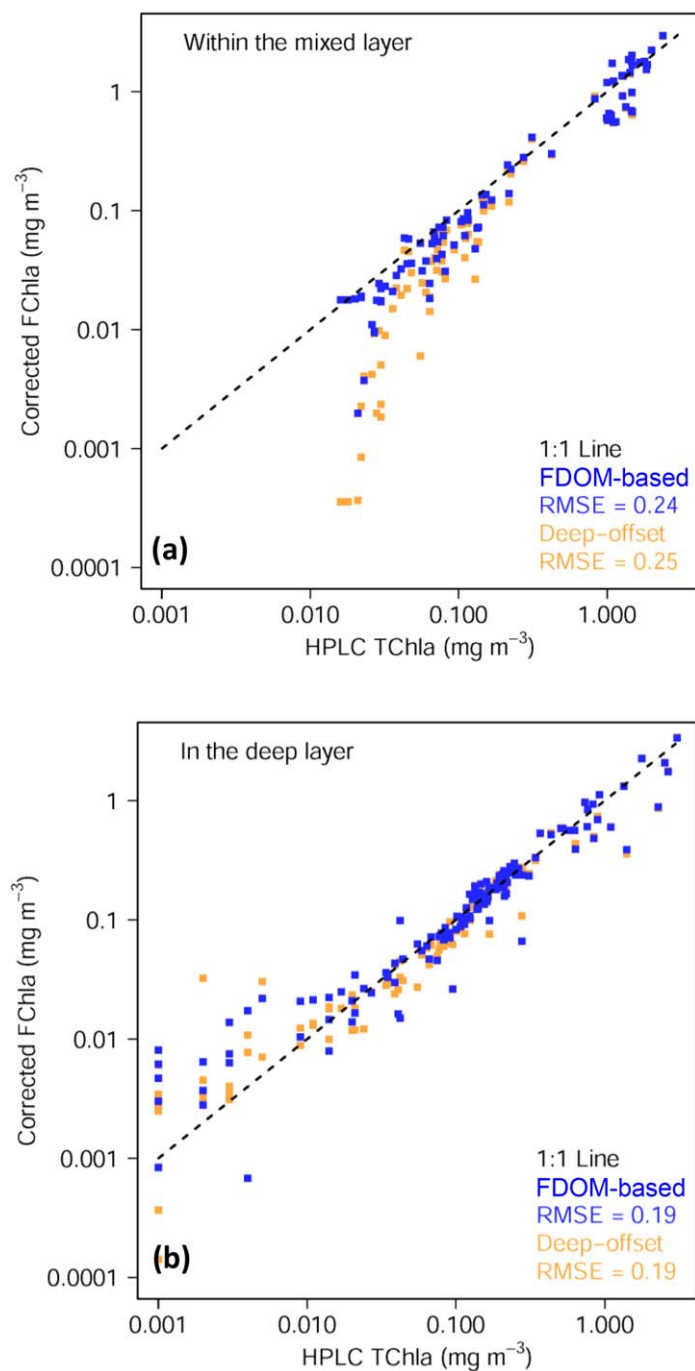 Within the mixed layer
1
0.1
0.01
0.001
0.0001
Corrected FChla (mg m⁻³)
1:1 Line
FDOM-based
RMSE = 0.24
Deep-offset
RMSE = 0.25
(a)
0.001 0.010 0.100 1.000
HPLC TChla (mg m⁻³)
In the deep layer
1
0.1
0.01
0.001
0.0001
Corrected FChla (mg m⁻³)
1:1 Line
FDOM-based
RMSE = 0.19
Deep-offset
RMSE = 0.19
(b)
0.001 0.010 0.100 1.000
HPLC TChla (mg m⁻³)